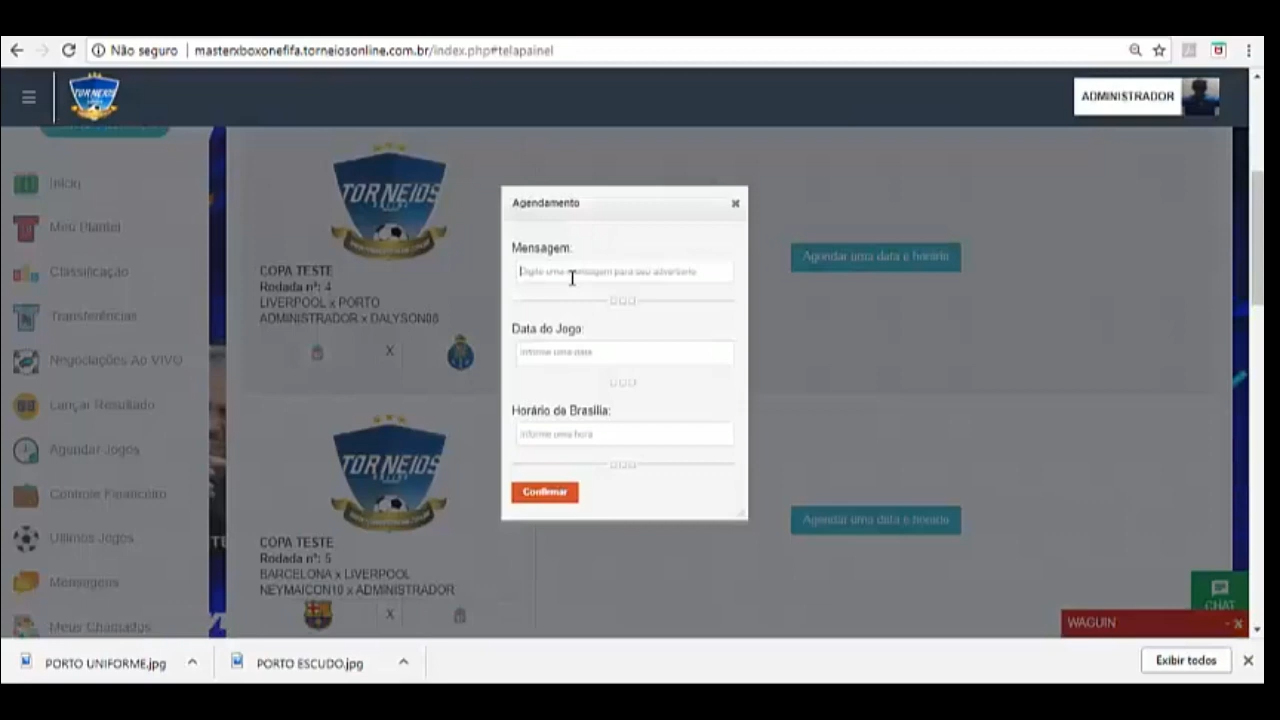 Não seguro | masterxboxonefifa.torneiosonline.com.br/index.php#telapainel
TORNEIOS
ADMINISTRADOR
Início
Meu Plantel
Classificação
Transferências
Negociações Ao VIVO
Lançar Resultado
Agendar Jogos
Controle Financeiro
Últimos Jogos
Mensagens
Meus Chamados
TORNEIOS
COPA TESTE
Rodada nº: 4
LIVERPOOL x PORTO
ADMINISTRADOR x DALYSON08
X
Agendar uma data e horário
TORNEIOS
COPA TESTE
Rodada nº: 5
BARCELONA x LIVERPOOL
NEYMAICON10 x ADMINISTRADOR
X
Agendar uma data e horário
Agendamento
Mensagem:
Digite uma mensagem para seu adversário
Data do Jogo:
Informe uma data
Horário de Brasília:
Informe uma hora
Confirmar
CHAT
WAGUIN - x
PORTO UNIFORME.jpg
PORTO ESCUDO.jpg
Exibir todos